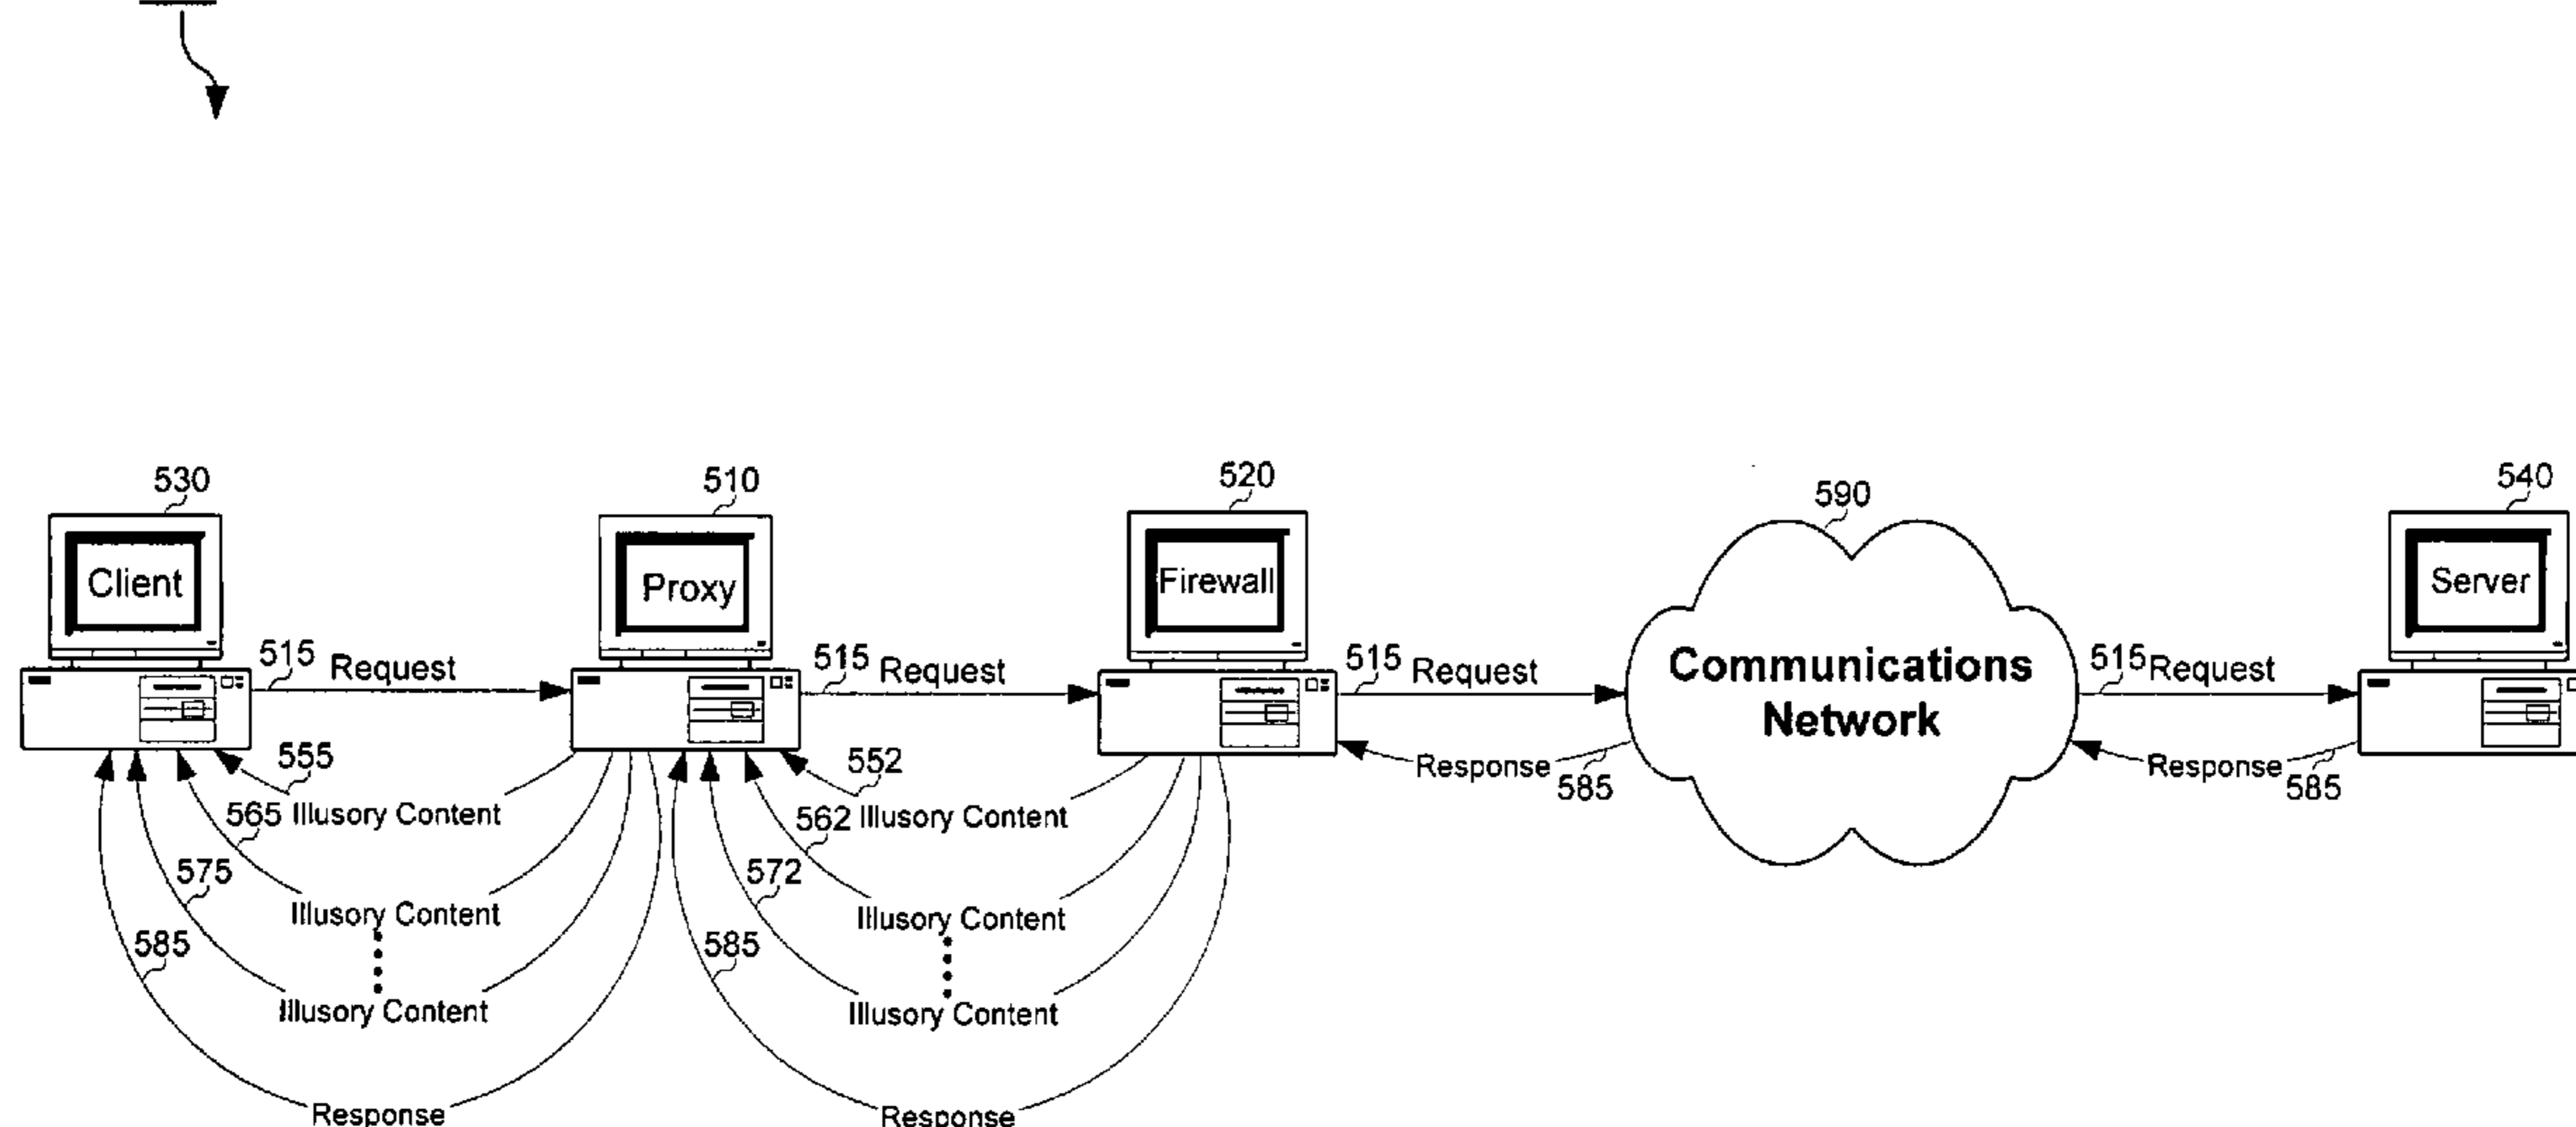 530
510
520
590
540
Client
Proxy
Firewall
Server
515 Request
515 Request
515 Request
515 Request
Communications
Network
555
552
Response
585
Response
585
565 Illusory Content
562 Illusory Content
575
572
Illusory Content
Illusory Content
585
585
Illusory Content
Illusory Content
Response
Response